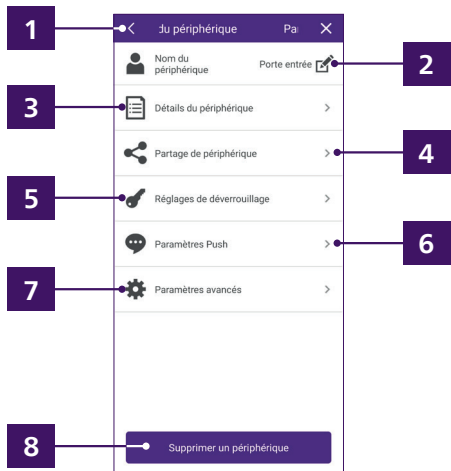 1
du périphérique Pa
Nom du
périphérique
Porte entrée
2
3
Détails du périphérique
Partage de périphérique
4
5
Réglages de déverrouillage
Paramètres Push
6
7
Paramètres avancés
8
Supprimer un périphérique